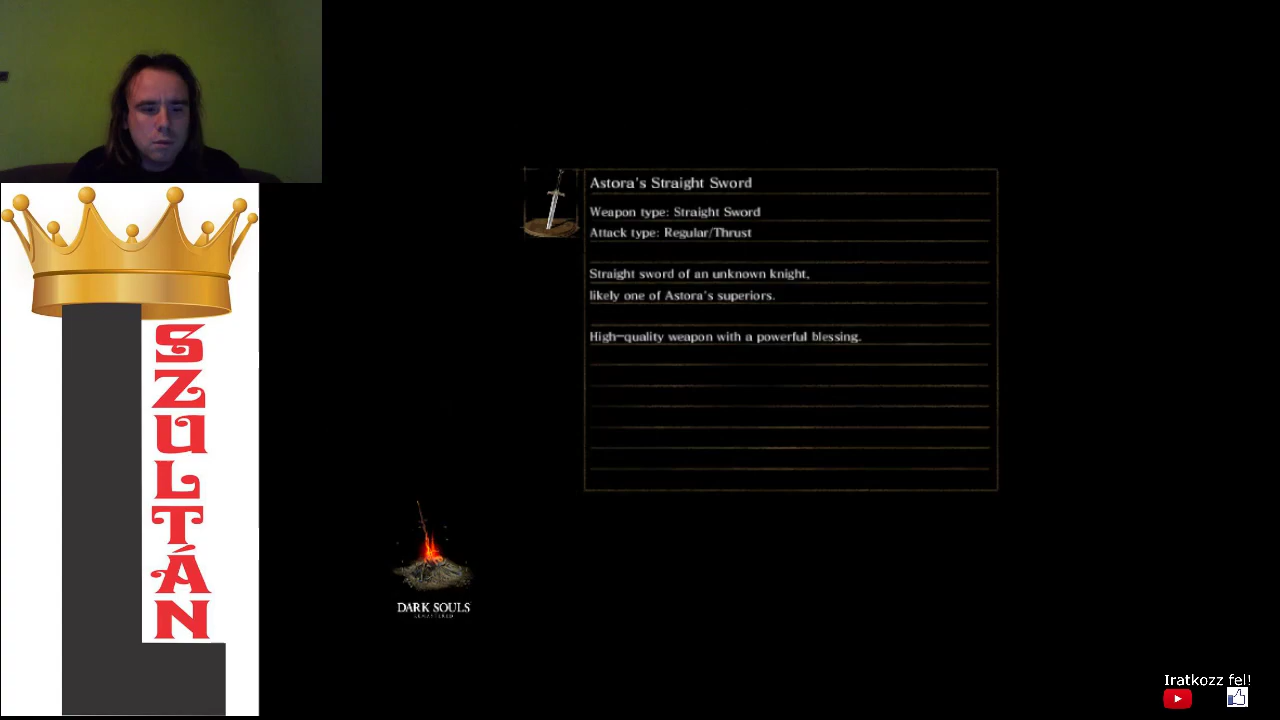 Astora's Straight Sword
Weapon type: Straight Sword
Attack type: Regular/Thrust
Straight sword of an unknown knight,
likely one of Astora's superiors.
High-quality weapon with a powerful blessing.
L
SZULTÁN
DARK SOULS
REMASTERED
Iratkozz fel!